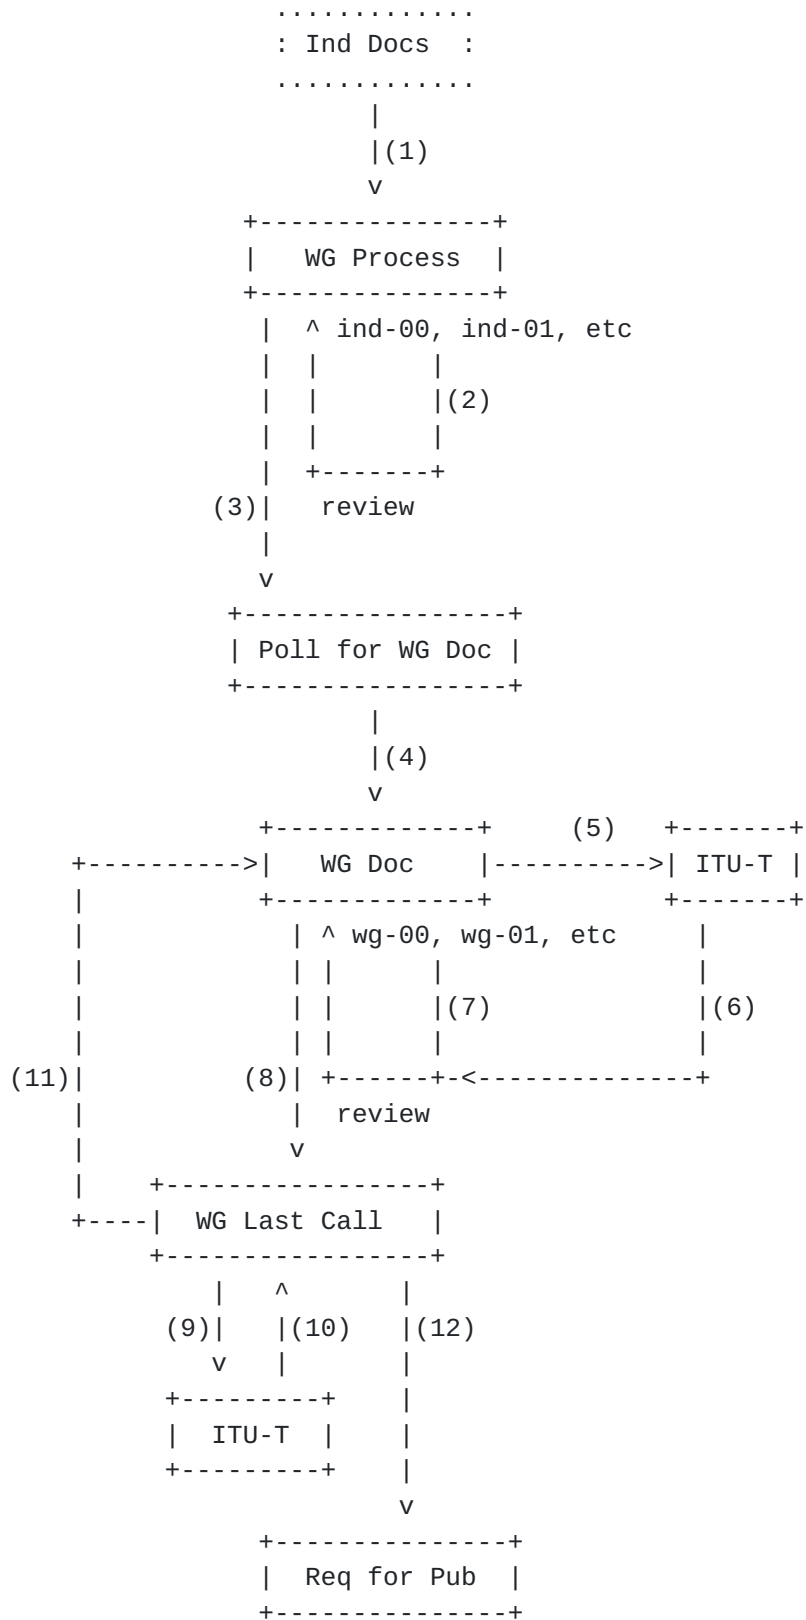 .............
: Ind Docs  :
.............
      |
      |(1)
      v
+---------------+
|   WG Process  |
+---------------+
|  ^ ind-00, ind-01, etc
|  |       |
|  |       |(2)
|  |       |
|  +-------+
(3)|   review
|
v
+-----------------+
| Poll for WG Doc |
+-----------------+
|
|(4)
v
+-------------+     (5)   +-------+
+---------->|   WG Doc    |---------->| ITU-T |
|           +-------------+           +-------+
|             | ^ wg-00, wg-01, etc     |
|             | |      |                |
|             | |      |(7)             |(6)
|             | |      |                |
(11)|          (8)| +------+-<--------------+
|             |  review
|             v
|    +-----------------+
+----|  WG Last Call   |
     +-----------------+
         |   ^       |
      (9)|   |(10)   |(12)
         v   |       |
      +---------+    |
      |  ITU-T  |    |
      +---------+    |
                     v
            +---------------+
            |  Req for Pub  |
            +---------------+